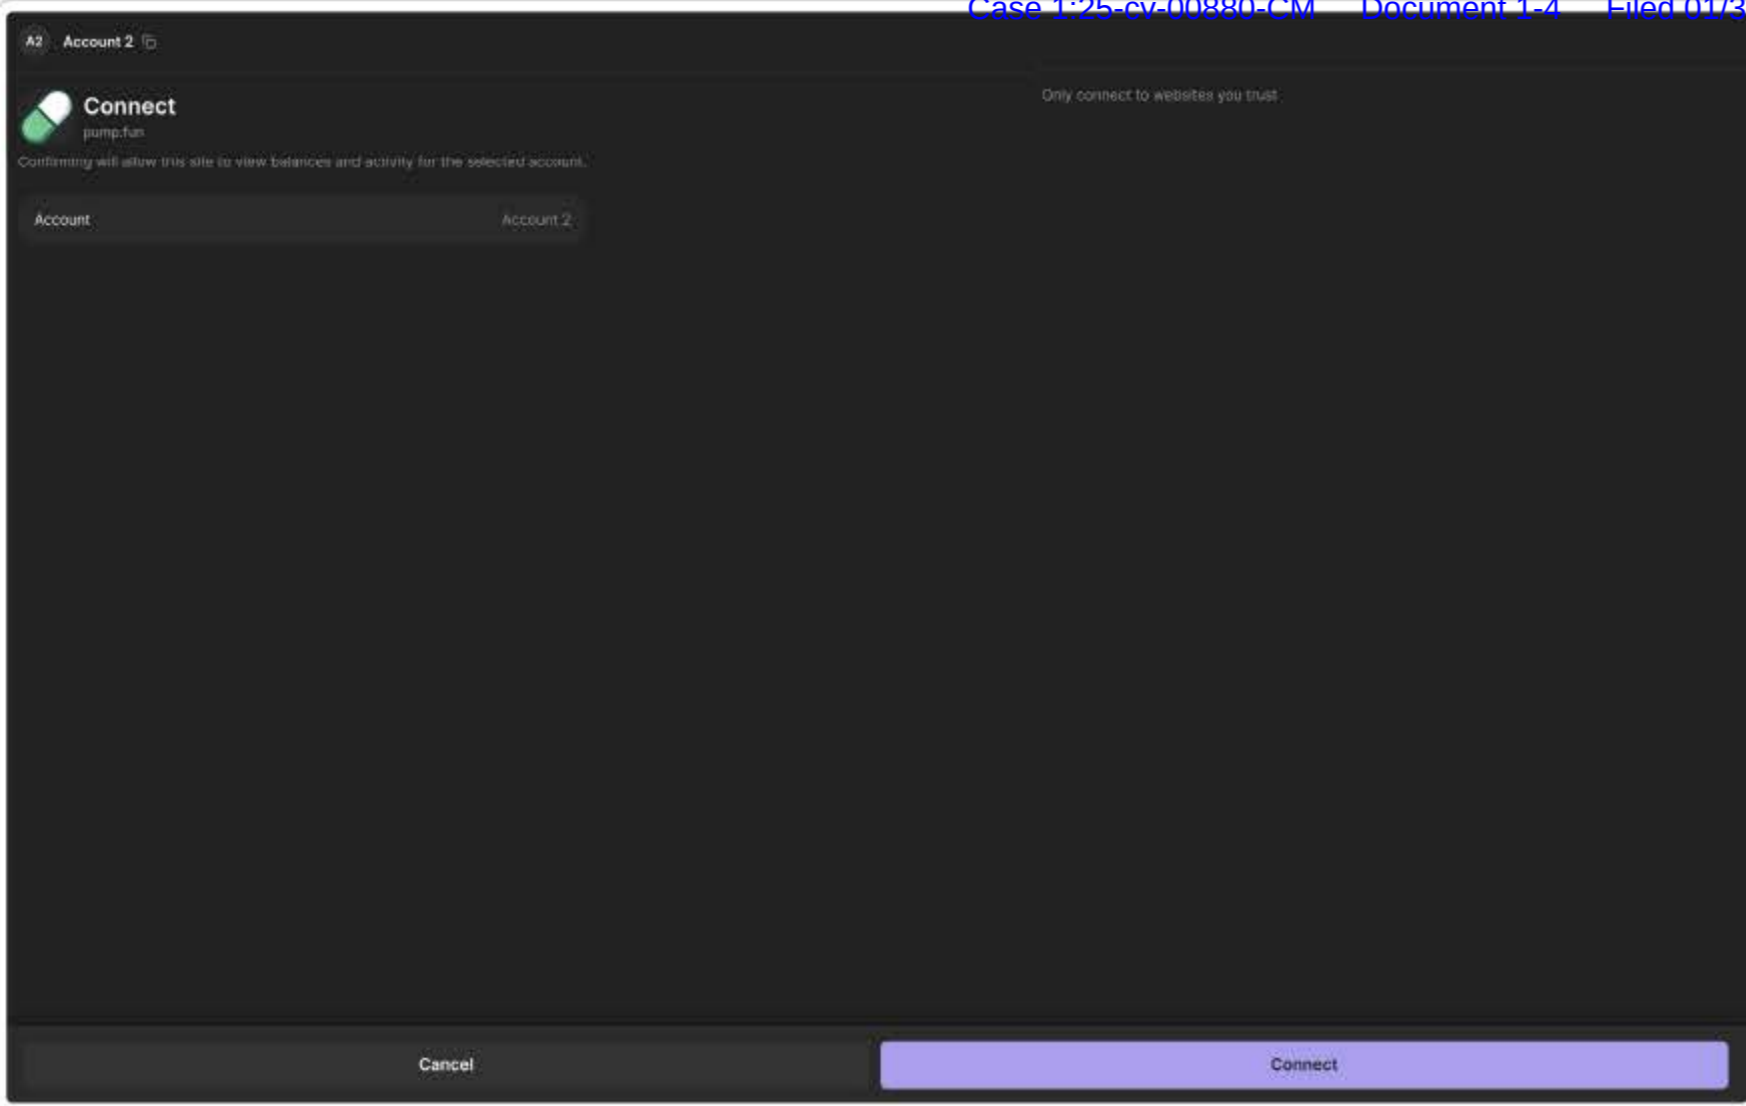 Case 1:25-cv-00880-CM Document 1-4 Filed 01/3
A2 Account 2
Connect
pump.fun
Only connect to websites you trust
Confirming will allow this site to view balances and activity for the selected account.
Account Account 2
Cancel Connect